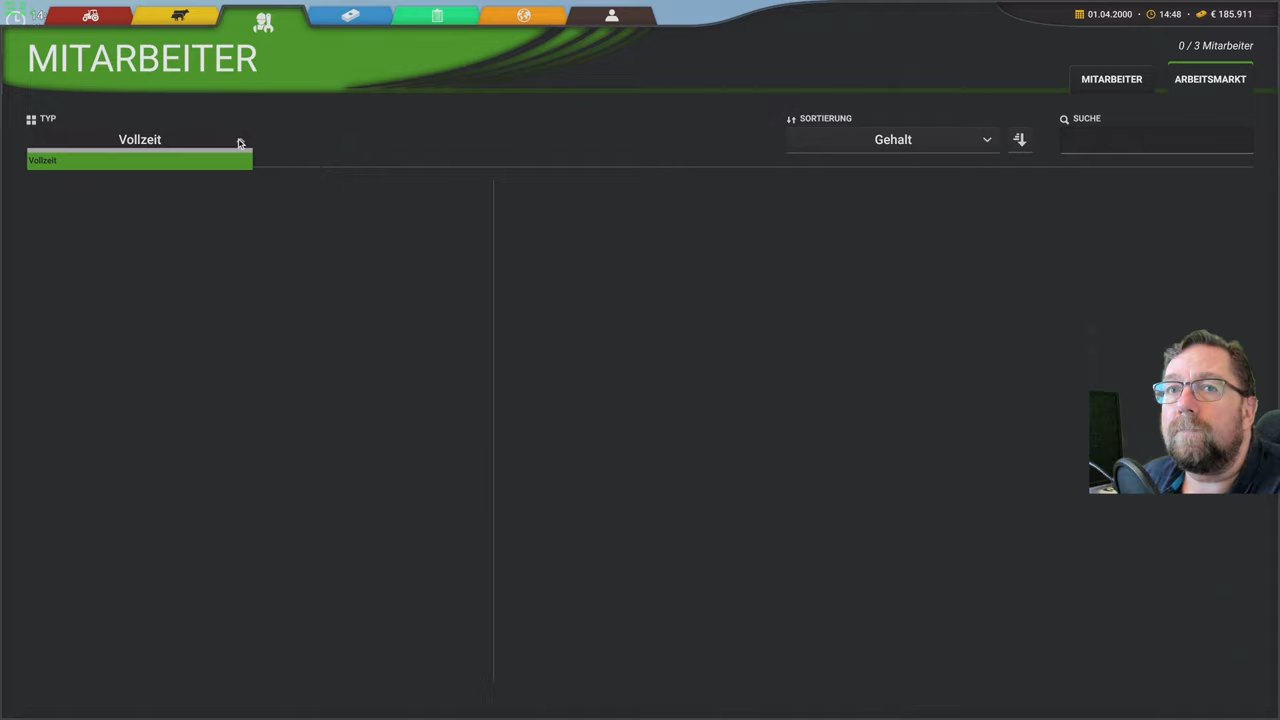 14
01.04.2000 · 14:48 · € 185.911
MITARBEITER
0 / 3 Mitarbeiter
MITARBEITER
ARBEITSMARKT
TYP
SORTIERUNG
SUCHE
Vollzeit
Gehalt
Vollzeit